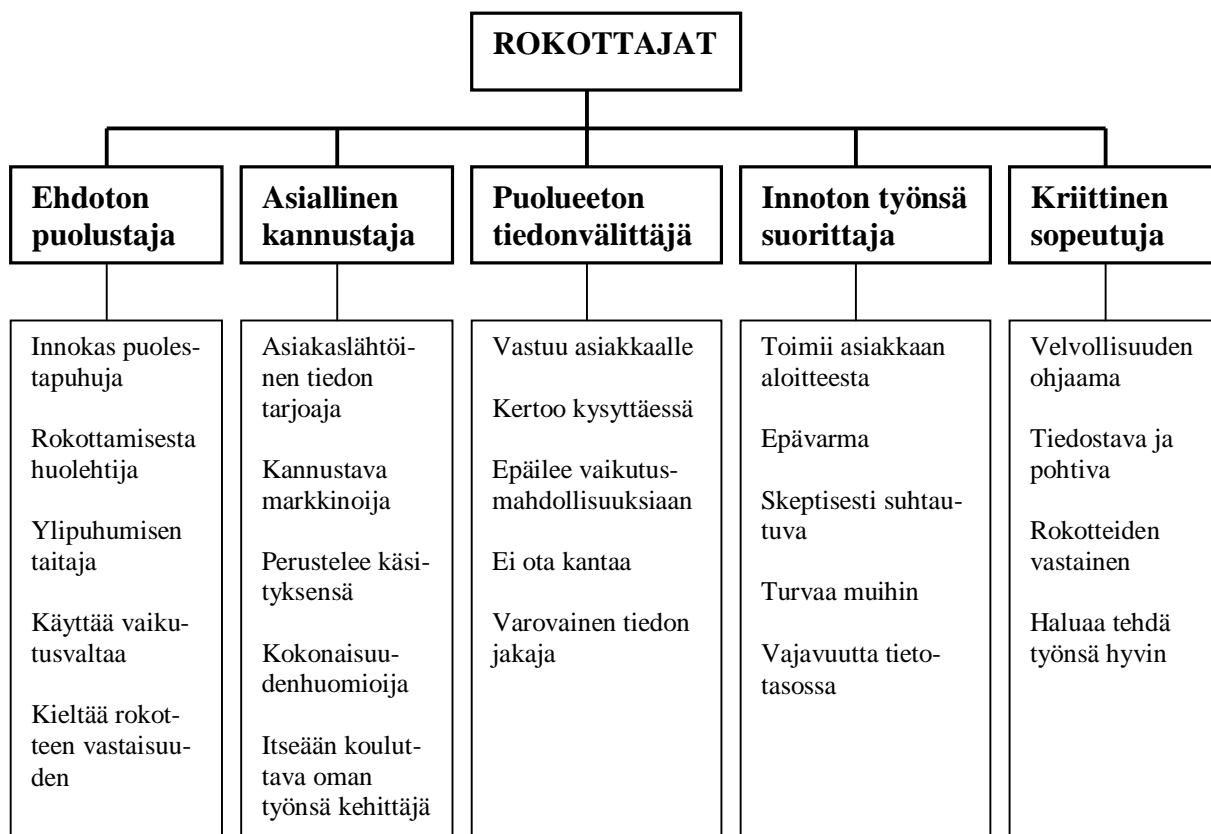 ROKOTTAJAT
Ehdoton
puolustaja
Asiallinen
kannustaja
Puolueeton
tiedonvälittäjä
Innoton työnsä
suorittaja
Kriittinen
sopeutuja
Innokas puoles-
tapuhuja
Rokottamisesta
huolehtija
Ylipuhumisen
taitaja
Käyttää vaiku-
tusvaltaa
Kieltää rokot-
teen vastaisuu-
den
Asiakaslähtöi-
nen tiedon
tarjoaja
Kannustava
markkinoija
Perustelee käsi-
tyksensä
Kokonaisuu-
denhuomioija
Itseään koulut-
tava oman
työnsä kehittäjä
Vastuu asiakkaalle
Kertoo kysyttäessä
Epäilee vaikutus-
mahdollisuuksiaan
Ei ota kantaa
Varovainen tiedon
jakaja
Toimii asiakkaan
aloitteesta
Epävarma
Skeptisesti suhtau-
tuva
Turvaa muihin
Vajavuutta tieto-
tasossa
Velvollisuuden
ohjaama
Tiedostava ja
pohtiva
Rokotteiden
vastainen
Haluaa tehdä
työnsä hyvin